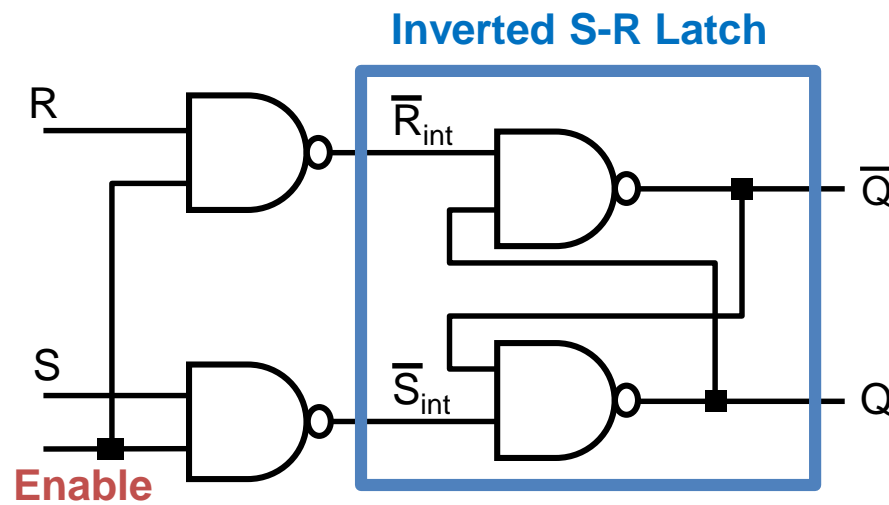 Inverted S-R Latch
R
R̅int
Q̅
S
S̅int
Q
Enable